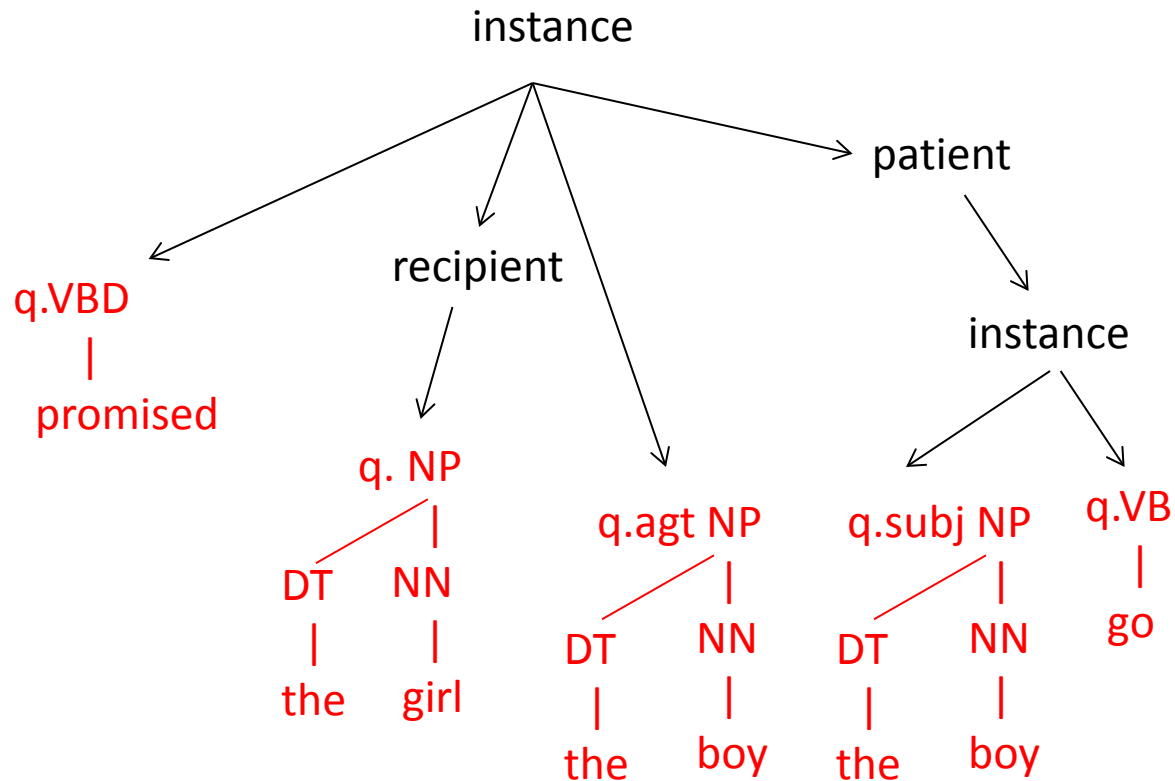 instance
patient
recipient
q.VBD
instance
promised
q. NP
q.agt NP
q.subj NP
q.VB
DT
NN
DT
NN
DT
NN
go
the
girl
the
boy
the
boy